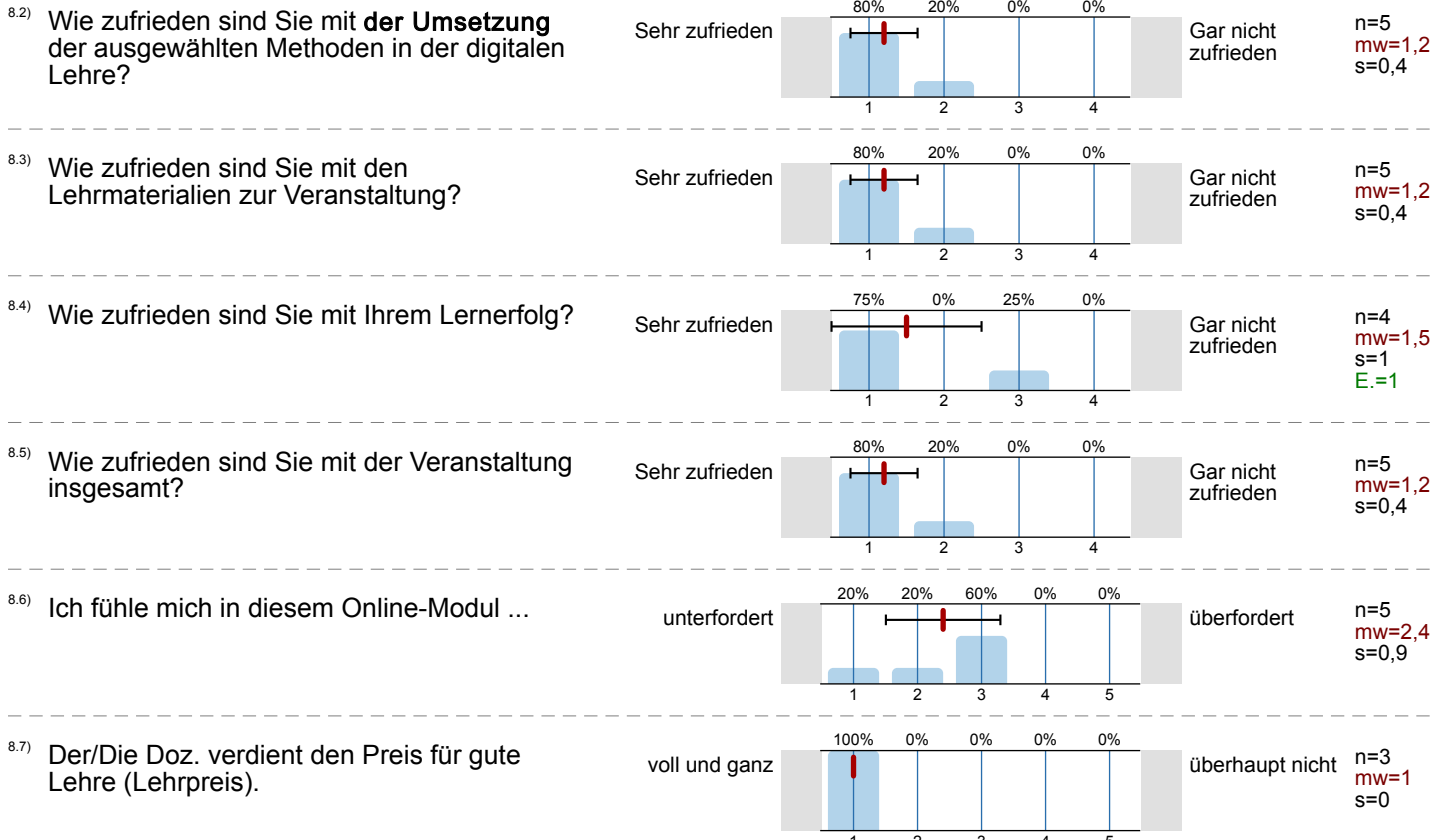 8.2) Wie zufrieden sind Sie mit der Umsetzung
der ausgewählten Methoden in der digitalen
Lehre?
Sehr zufrieden
80% 20% 0% 0%
1 2 3 4
Gar nicht
zufrieden
n=5
mw=1,2
s=0,4
8.3) Wie zufrieden sind Sie mit den
Lehrmaterialien zur Veranstaltung?
Sehr zufrieden
80% 20% 0% 0%
1 2 3 4
Gar nicht
zufrieden
n=5
mw=1,2
s=0,4
8.4) Wie zufrieden sind Sie mit Ihrem Lernerfolg?
Sehr zufrieden
75% 0% 25% 0%
1 2 3 4
Gar nicht
zufrieden
n=4
mw=1,5
s=1
E.=1
8.5) Wie zufrieden sind Sie mit der Veranstaltung
insgesamt?
Sehr zufrieden
80% 20% 0% 0%
1 2 3 4
Gar nicht
zufrieden
n=5
mw=1,2
s=0,4
8.6) Ich fühle mich in diesem Online-Modul ...
unterfordert
20% 20% 60% 0% 0%
1 2 3 4 5
überfordert
n=5
mw=2,4
s=0,9
8.7) Der/Die Doz. verdient den Preis für gute
Lehre (Lehrpreis).
voll und ganz
100% 0% 0% 0% 0%
1 2 3 4 5
überhaupt nicht
n=3
mw=1
s=0